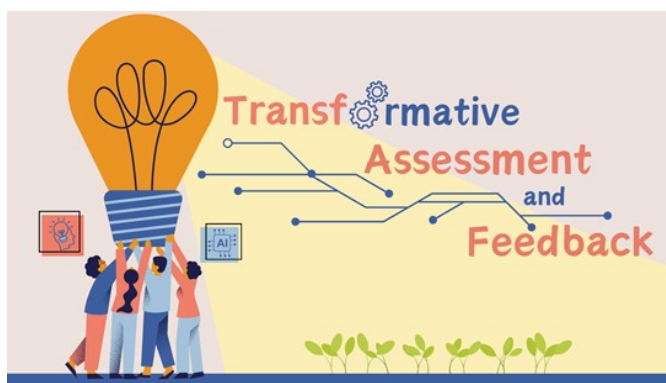 Transformative
Assessment
and
Feedback
AI